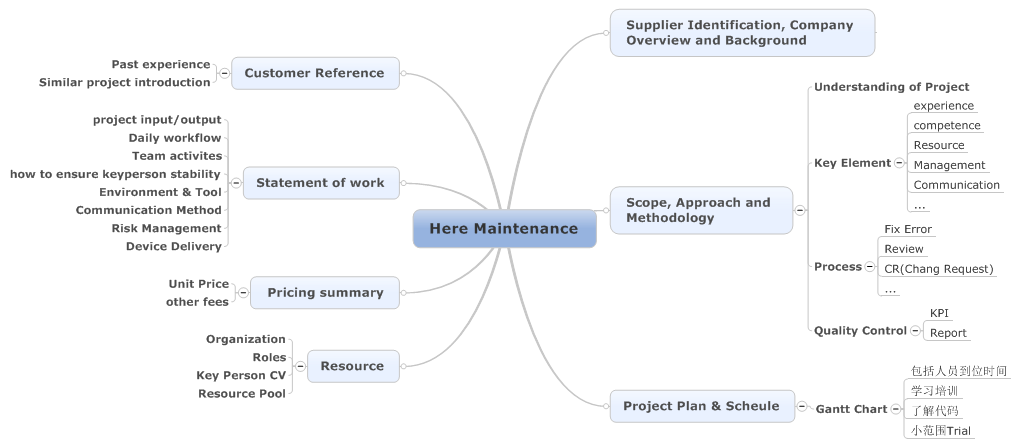 Here Maintenance
Supplier Identification, Company
Overview and Background
Scope, Approach and
Methodology
Understanding of Project
Key Element
experience
competence
Resource
Management
Communication
...
Process
Fix Error
Review
CR(Chang Request)
...
Quality Control
KPI
Report
Project Plan & Scheule
Gantt Chart
包括人员到位时间
学习培训
了解代码
小范围Trial
Customer Reference
Past experience
Similar project introduction
Statement of work
project input/output
Daily workflow
Team activites
how to ensure keyperson stability
Environment & Tool
Communication Method
Risk Management
Device Delivery
Pricing summary
Unit Price
other fees
Resource
Organization
Roles
Key Person CV
Resource Pool